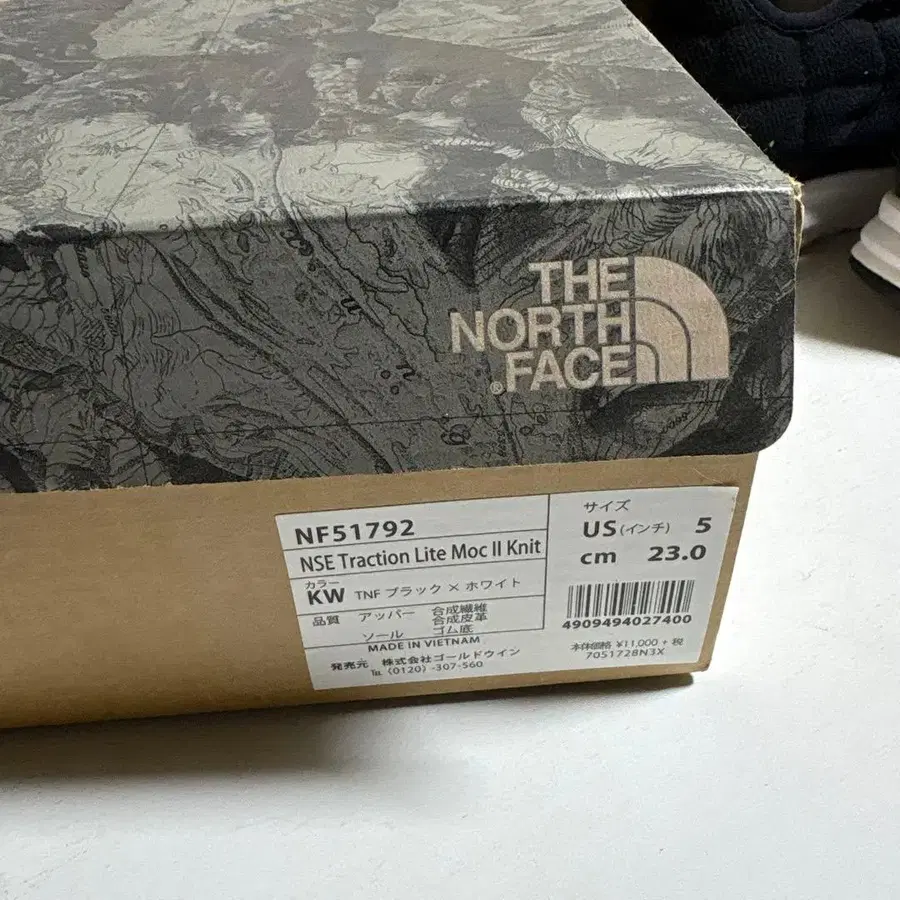 THE
NORTH
FACE®
NF51792
NSE Traction Lite Moc II Knit
カラー
KW TNF ブラック × ホワイト
品質 アッパー 合成繊維
合成皮革
ソール ゴム底
MADE IN VIETNAM
発売元 株式会社ゴールドウイン
℡ (0120)-307-560
サイズ
US (インチ) 5
cm 23.0
4909494027400
本体価格 ¥11,000 + 税
7051728N3X